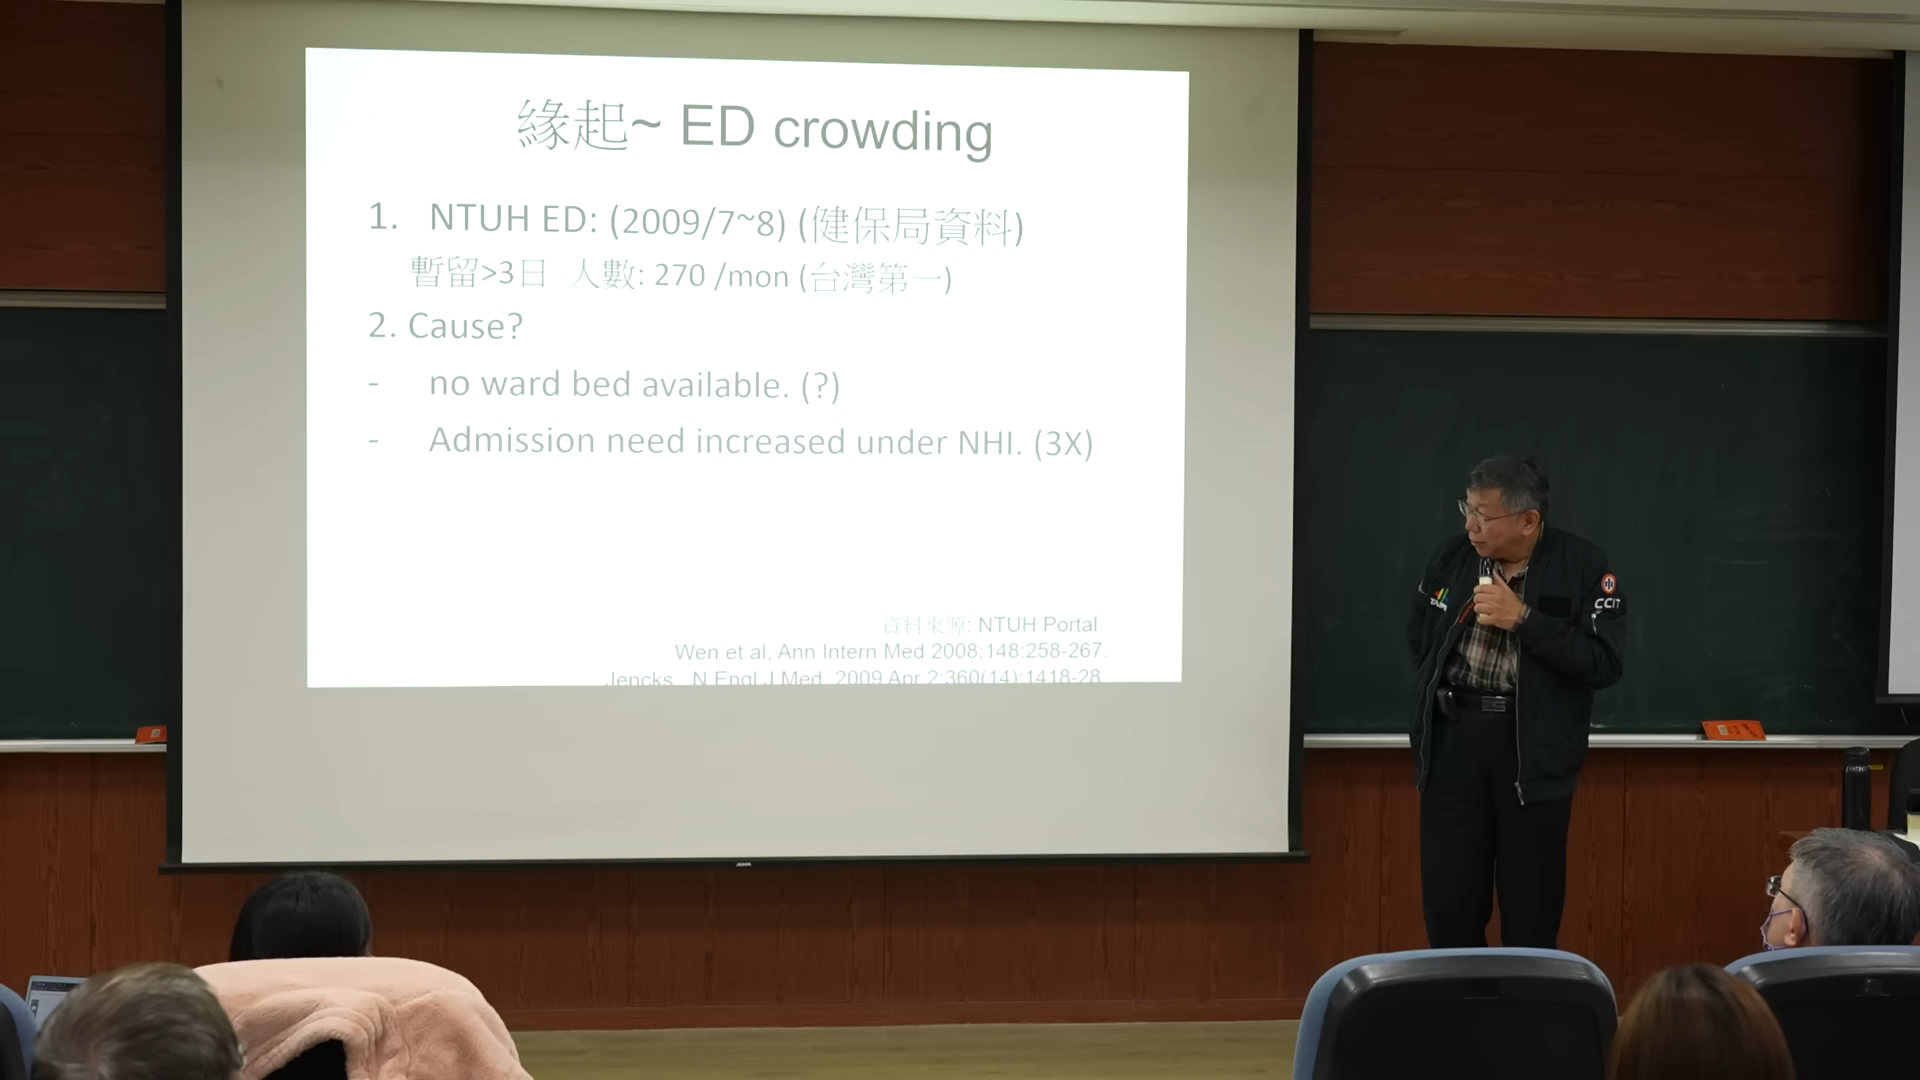 緣起~ ED crowding
1. NTUH ED: (2009/7~8) (健保局資料)
暫留>3日 人數: 270 /mon (台灣第一)
2. Cause?
- no ward bed available. (?)
- Admission need increased under NHI. (3X)
資料來源: NTUH Portal
Wen et al, Ann Intern Med 2008;148:258-267.
Jencks N Engl J Med. 2009 Apr 2;360(14):1418-28
CCIT